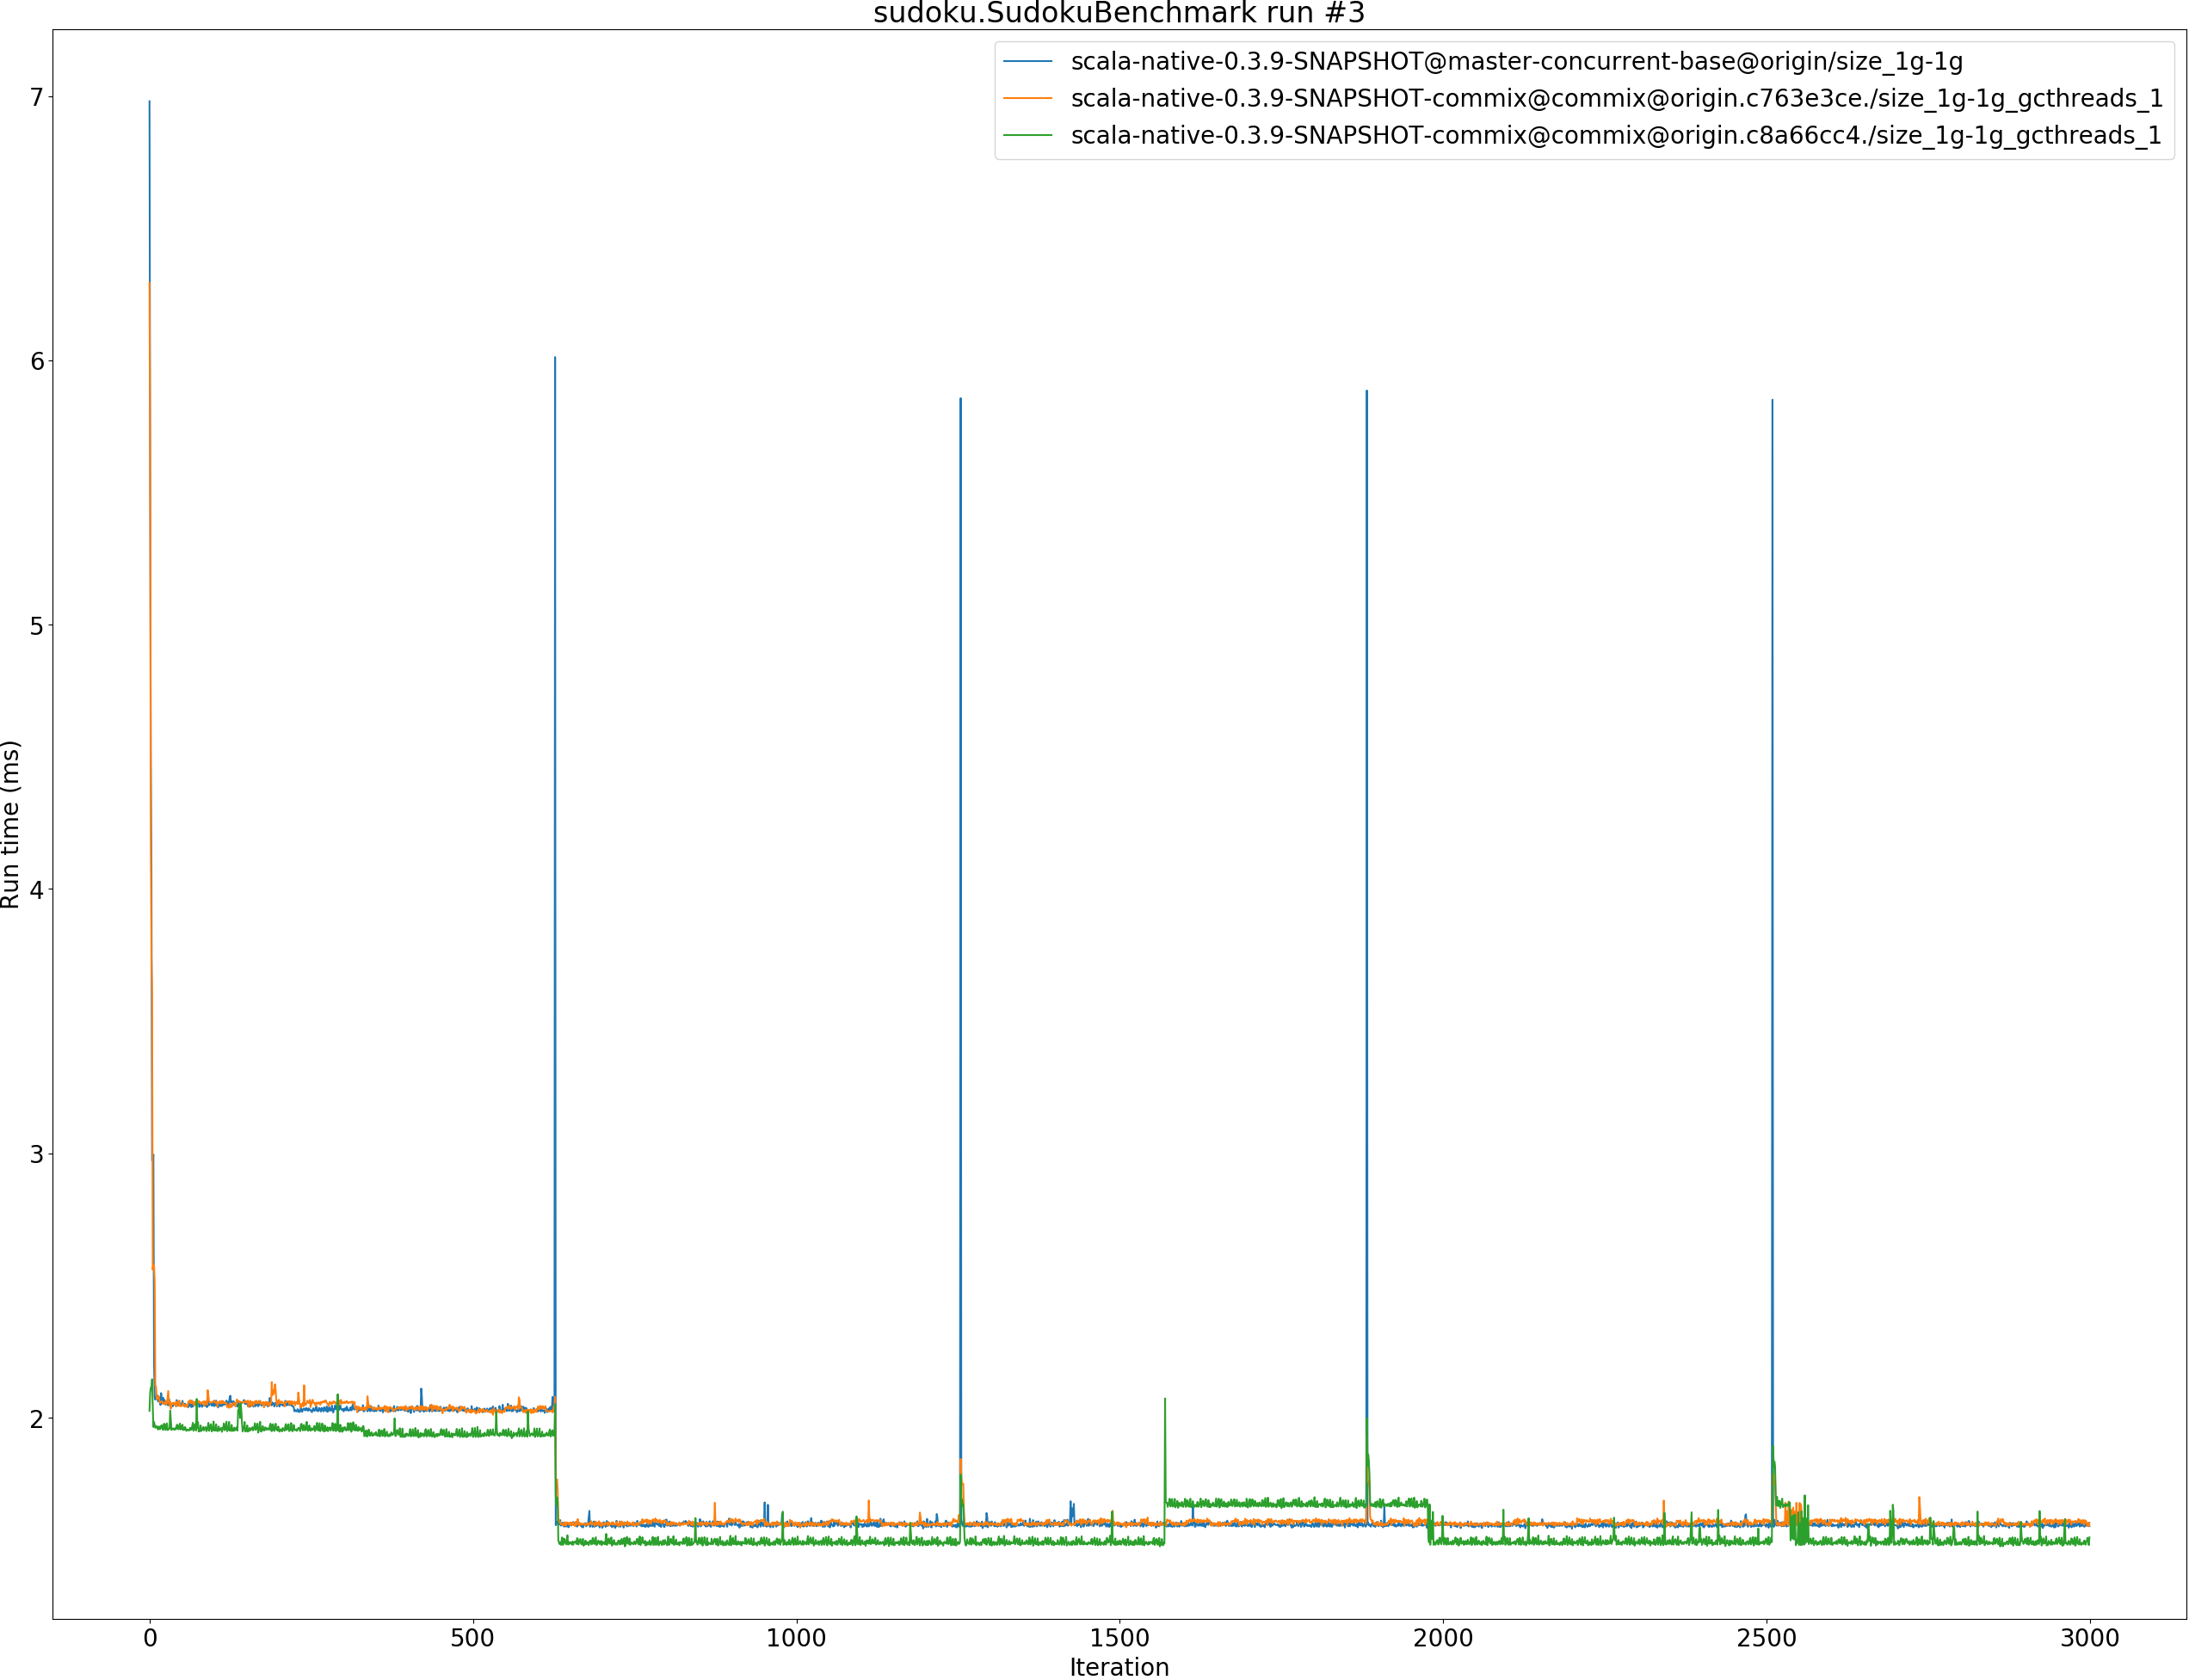 sudoku.SudokuBenchmark run #3
scala-native-0.3.9-SNAPSHOT@master-concurrent-base@origin/size_1g-1g
scala-native-0.3.9-SNAPSHOT-commix@commix@origin.c763e3ce./size_1g-1g_gcthreads_1
scala-native-0.3.9-SNAPSHOT-commix@commix@origin.c8a66cc4./size_1g-1g_gcthreads_1
7
6
5
4
3
2
Run time (ms)
0 500 1000 1500 2000 2500 3000
Iteration